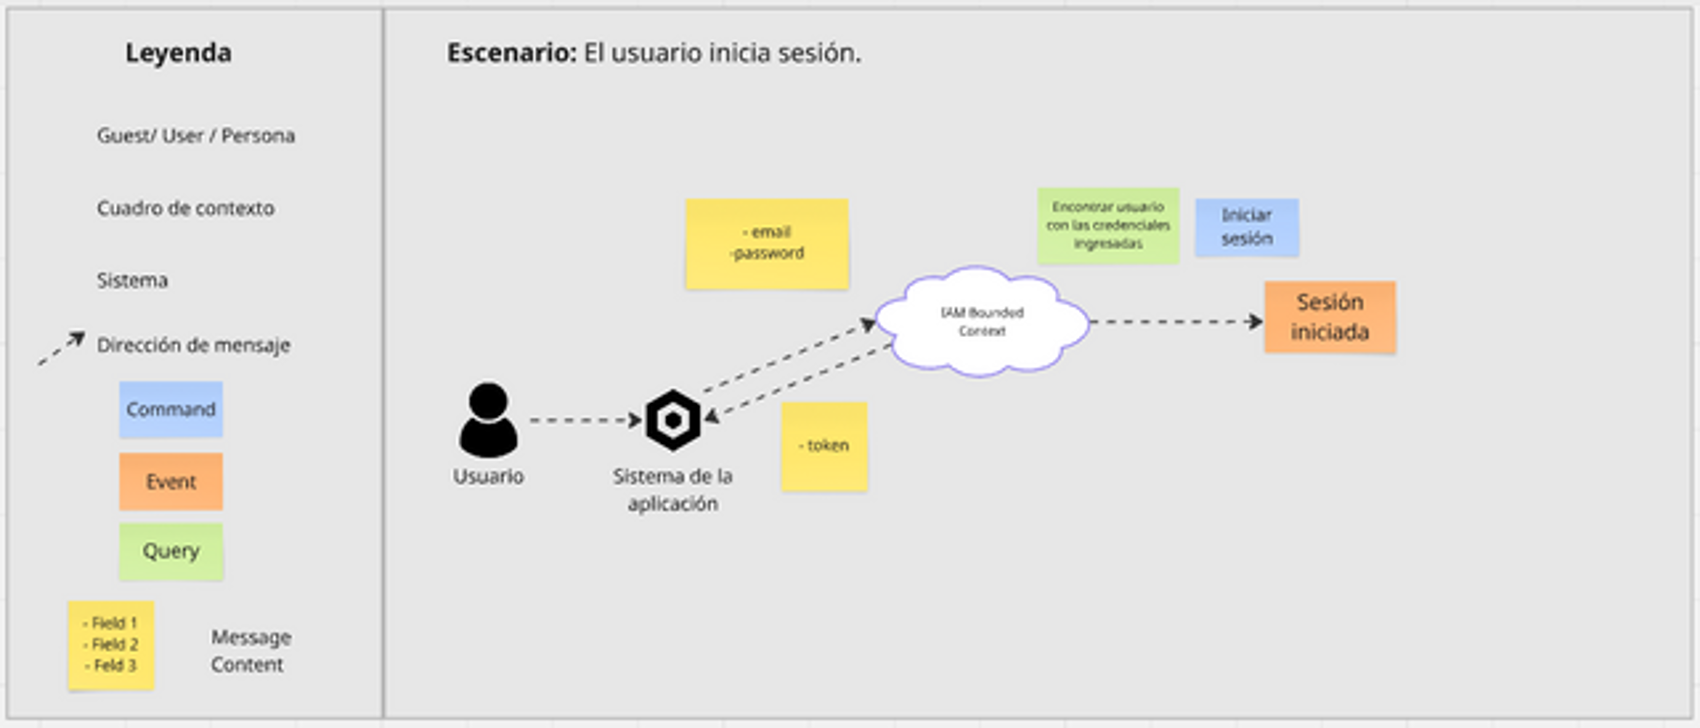 Leyenda
Guest/ User / Persona
Cuadro de contexto
Sistema
Dirección de mensaje
Command
Event
Query
- Field 1
- Field 2
- Feld 3
Message
Content
Escenario: El usuario inicia sesión.
- email
-password
Encontrar usuario
con las credenciales
ingresadas
Iniciar
sesión
IAM Bounded
Context
Sesión
iniciada
- token
Usuario
Sistema de la
aplicación